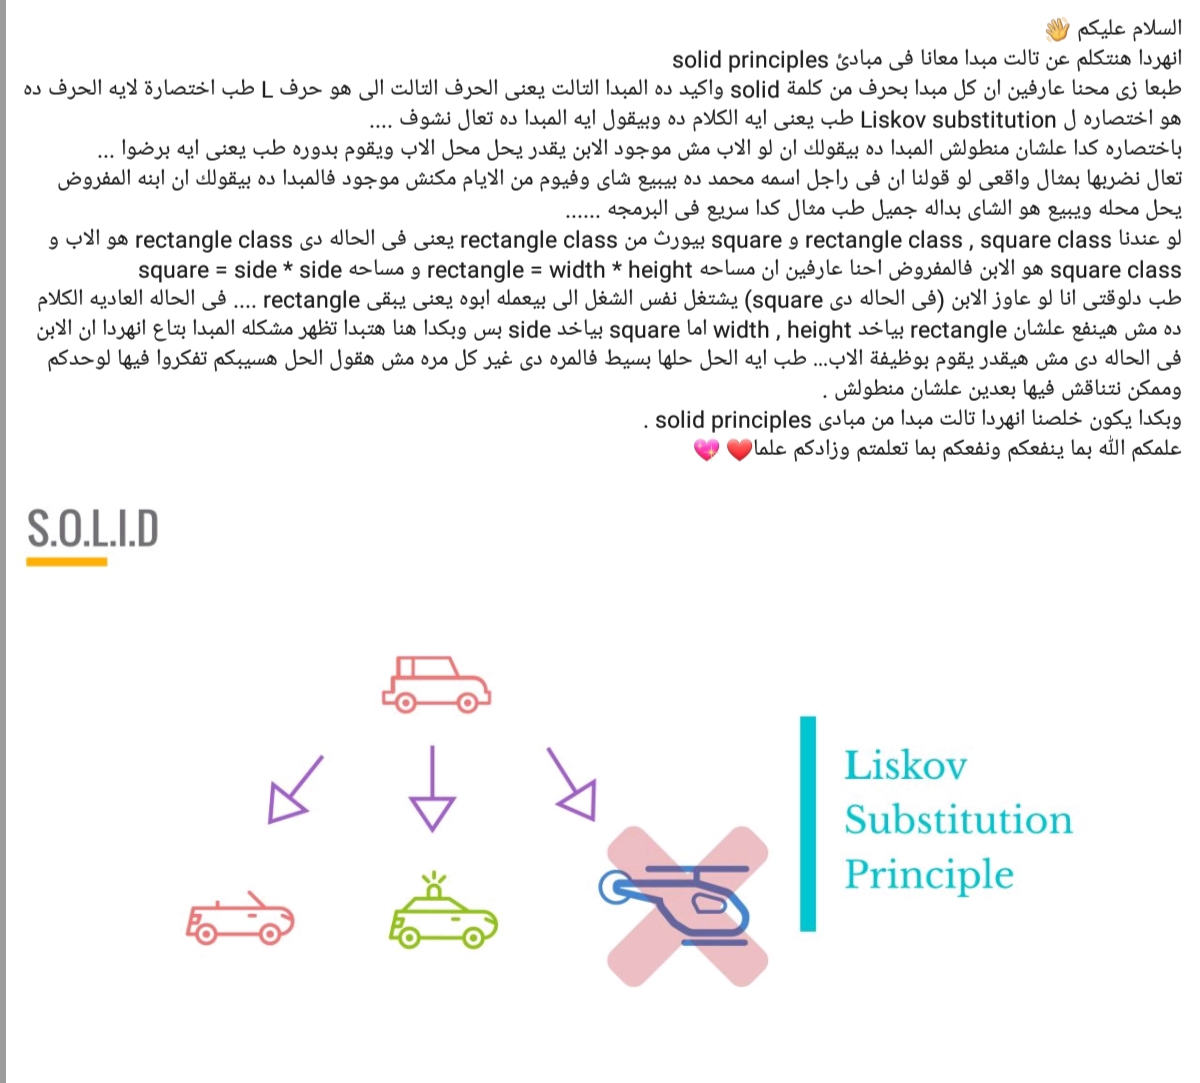 السلام عليكم 👋
انهردا هنتكلم عن تالت مبدا معانا فى مبادئ solid principles
طبعا زى محنا عارفين ان كل مبدا بحرف من كلمة solid واكيد ده المبدا التالت يعنى الحرف التالت الى هو حرف L طب اختصارة لايه الحرف ده
هو اختصاره ل Liskov substitution طب يعنى ايه الكلام ده وبيقول ايه المبدا ده تعال نشوف ....
باختصاره كدا علشان منطولش المبدا ده بيقولك ان لو الاب مش موجود الابن يقدر يحل محل الاب ويقوم بدوره طب يعنى ايه برضوا ...
تعال نضربها بمثال واقعى لو قولنا ان فى راجل اسمه محمد ده بيبيع شاى وفيوم من الايام مكنش موجود فالمبدا ده بيقولك ان ابنه المفروض
يحل محله ويبيع هو الشاى بداله جميل طب مثال كدا سريع فى البرمجه ......
لو عندنا rectangle class , square class و square بيورث من rectangle class يعنى فى الحاله دى rectangle class هو الاب و
square class هو الابن فالمفروض احنا عارفين ان مساحه rectangle = width * height و مساحه square = side * side
طب دلوقتى انا لو عاوز الابن (فى الحاله دى square) يشتغل نفس الشغل الى بيعمله ابوه يعنى يبقى rectangle .... فى الحاله العاديه الكلام
ده مش هينفع علشان rectangle بياخد width , height اما square بياخد side بس وبكدا هنا هتبدا تظهر مشكله المبدا بتاع انهردا ان الابن
فى الحاله دى مش هيقدر يقوم بوظيفة الاب... طب ايه الحل حلها بسيط فالمره دى غير كل مره مش هقول الحل هسيبكم تفكروا فيها لوحدكم
وممكن نتناقش فيها بعدين علشان منطولش .
وبكدا يكون خلصنا انهردا تالت مبدا من مبادى solid principles .
علمكم الله بما ينفعكم ونفعكم بما تعلمتم وزادكم علما❤️ 💖
S.O.L.I.D
Liskov
Substitution
Principle